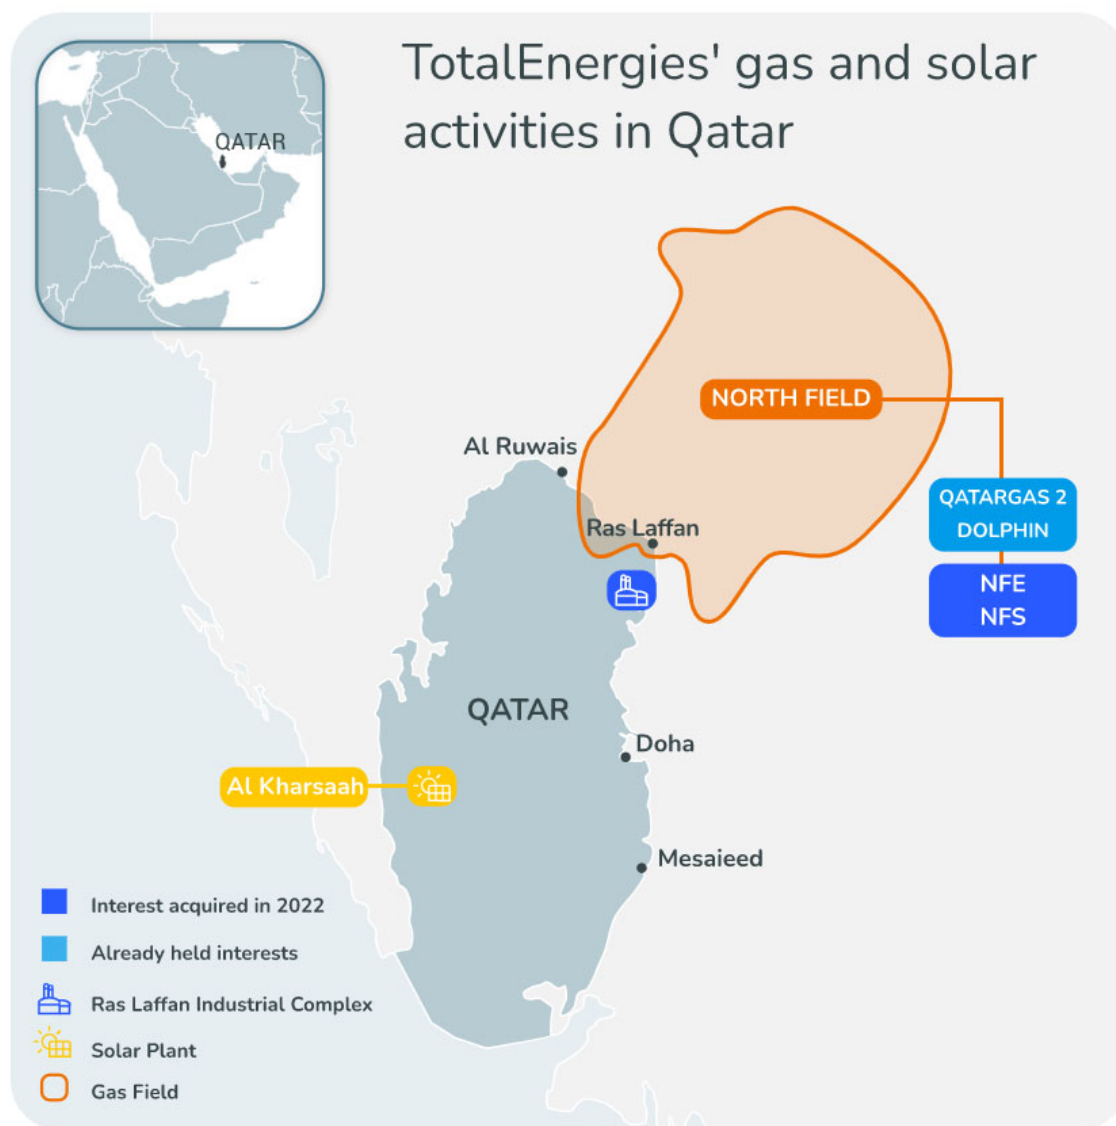 TotalEnergies' gas and solar
activities in Qatar
QATAR
NORTH FIELD
Al Ruwais
QATARGAS 2
DOLPHIN
Ras Laffan
NFE
NFS
QATAR
Doha
Al Kharsaah
Mesaieed
Interest acquired in 2022
Already held interests
Ras Laffan Industrial Complex
Solar Plant
Gas Field